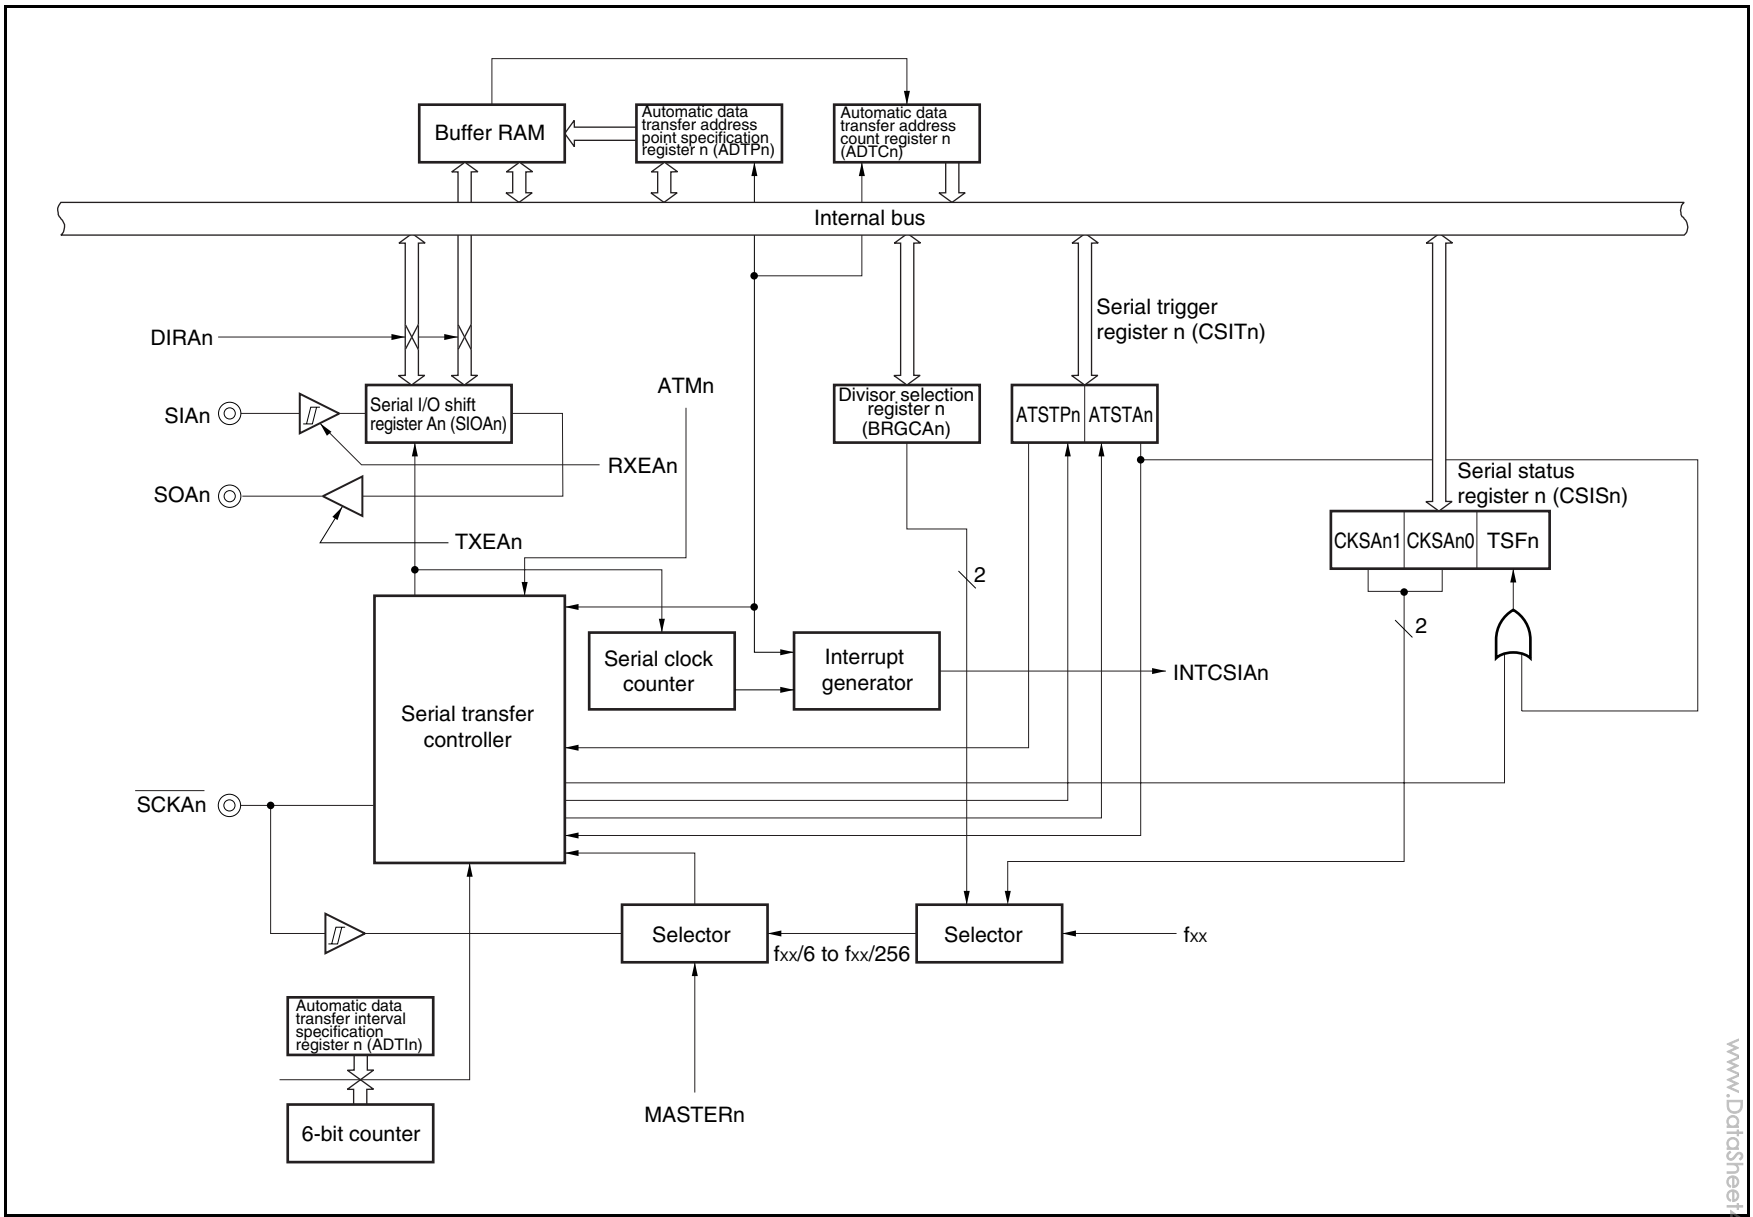 Buffer RAM
Automatic data
transfer address
point specification
register n (ADTPn)
Automatic data
transfer address
count register n
(ADTCn)
Internal bus
DIRAn
Serial trigger
register n (CSITn)
SIAn
Serial I/O shift
register An (SIOAn)
ATMn
Divisor selection
register n
(BRGCAn)
ATSTPn
ATSTAn
RXEAn
SOAn
TXEAn
Serial status
register n (CSISn)
CKSAn1
CKSAn0
TSFn
2
2
Serial clock
counter
Interrupt
generator
INTCSIAn
Serial transfer
controller
SCKAn
Selector
fxx/6 to fxx/256
Selector
fxx
Automatic data
transfer interval
specification
register n (ADTIn)
6-bit counter
MASTERn
www.DataSheet